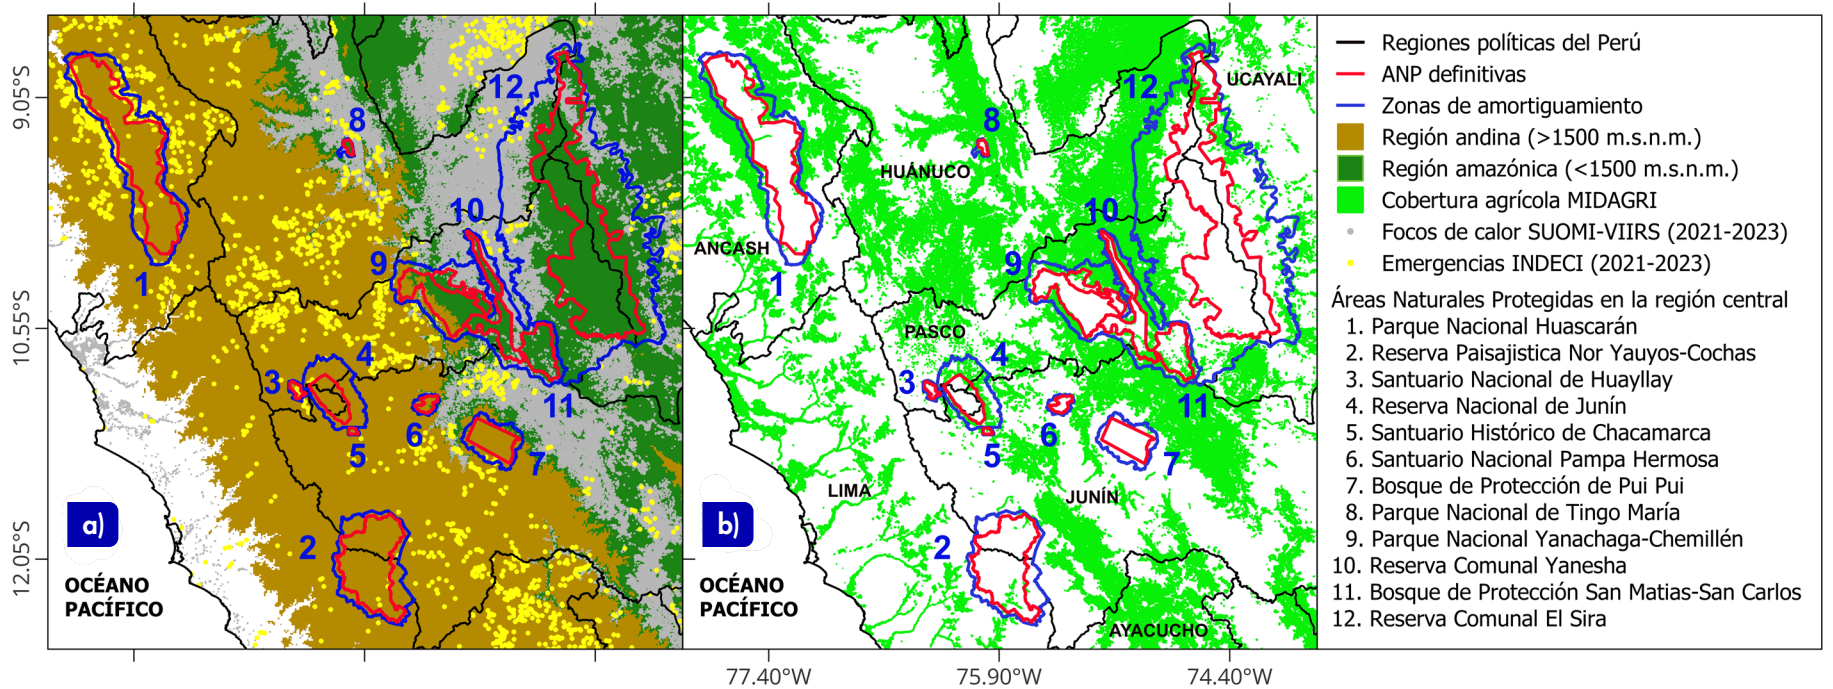 9.05°S
10.55°S
12.05°S
1
2
3
4
5
6
7
8
9
10
11
12
a)
OCÉANO
PACÍFICO
1
2
3
4
5
6
7
8
9
10
11
12
UCAYALI
HUÁNUCO
ANCASH
PASCO
LIMA
JUNÍN
AYACUCHO
b)
OCÉANO
PACÍFICO
77.40°W
75.90°W
74.40°W
Regiones políticas del Perú
ANP definitivas
Zonas de amortiguamiento
Región andina (>1500 m.s.n.m.)
Región amazónica (<1500 m.s.n.m.)
Cobertura agrícola MIDAGRI
Focos de calor SUOMI-VIIRS (2021-2023)
Emergencias INDECI (2021-2023)
Áreas Naturales Protegidas en la región central
1. Parque Nacional Huascarán
2. Reserva Paisajistica Nor Yauyos-Cochas
3. Santuario Nacional de Huayllay
4. Reserva Nacional de Junín
5. Santuario Histórico de Chacamarca
6. Santuario Nacional Pampa Hermosa
7. Bosque de Protección de Pui Pui
8. Parque Nacional de Tingo María
9. Parque Nacional Yanachaga-Chemillén
10. Reserva Comunal Yanesha
11. Bosque de Protección San Matias-San Carlos
12. Reserva Comunal El Sira